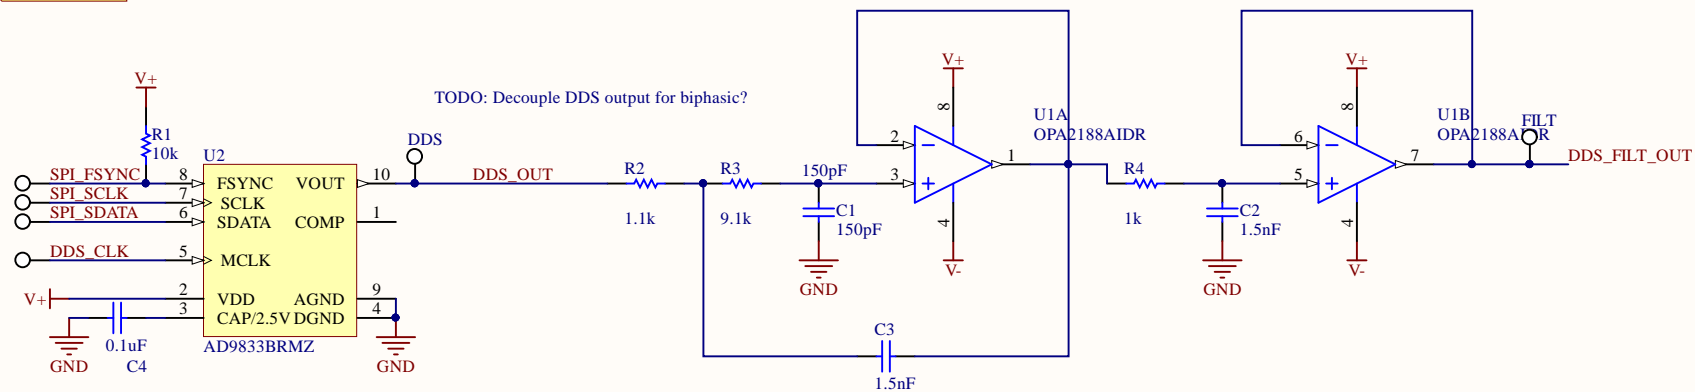 V+
R1
10k
SPI_FSYNC
SPI_SCLK
SPI_SDATA
DDS_CLK
V+
0.1uF
C4
GND
U2
8
7
6
5
2
3
FSYNC
SCLK
SDATA
MCLK
VDD
CAP/2.5V
VOUT
COMP
AGND
DGND
10
1
9
4
AD9833BRMZ
GND
TODO: Decouple DDS output for biphasic?
DDS
DDS_OUT
R2
1.1k
R3
9.1k
150pF
C1
150pF
GND
C3
1.5nF
V+
8
2
3
1
4
V-
U1A
OPA2188AIDR
R4
1k
C2
1.5nF
GND
V+
8
6
5
7
4
V-
U1B
OPA2188AIDR
FILT
DDS_FILT_OUT